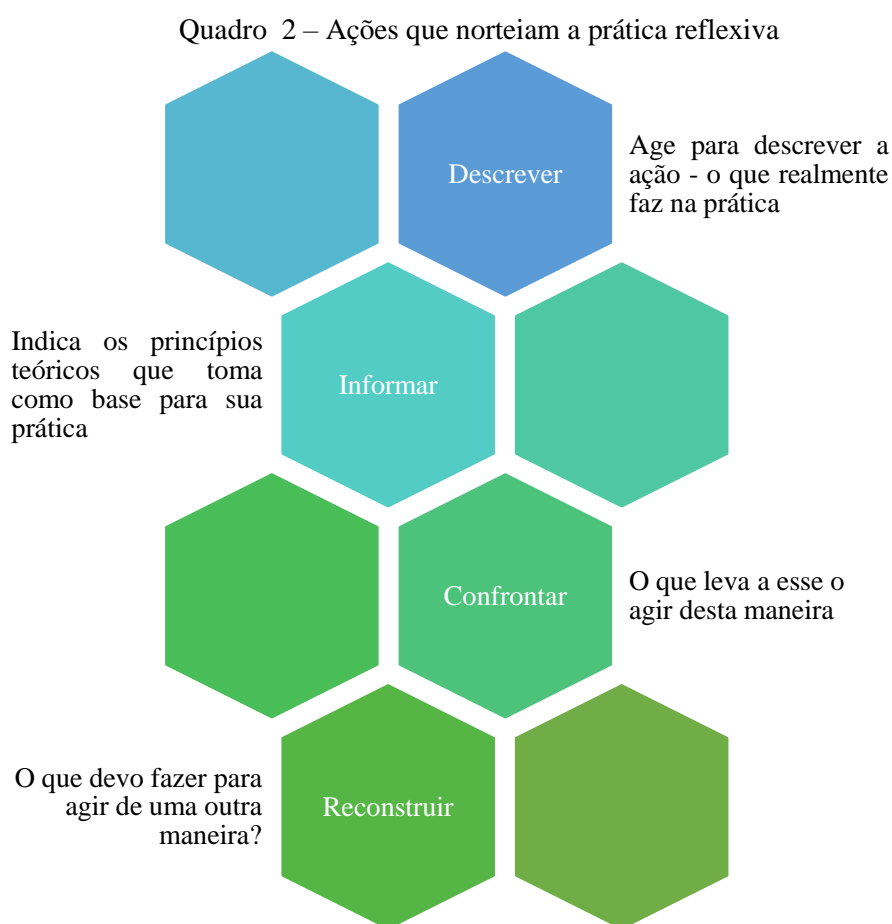 Quadro 2 – Ações que norteiam a prática reflexiva
Descrever
Age para descrever a
ação - o que realmente
faz na prática
Indica os princípios
teóricos que toma
como base para sua
prática
Informar
Confrontar
O que leva a esse o
agir desta maneira
O que devo fazer para
agir de uma outra
maneira?
Reconstruir